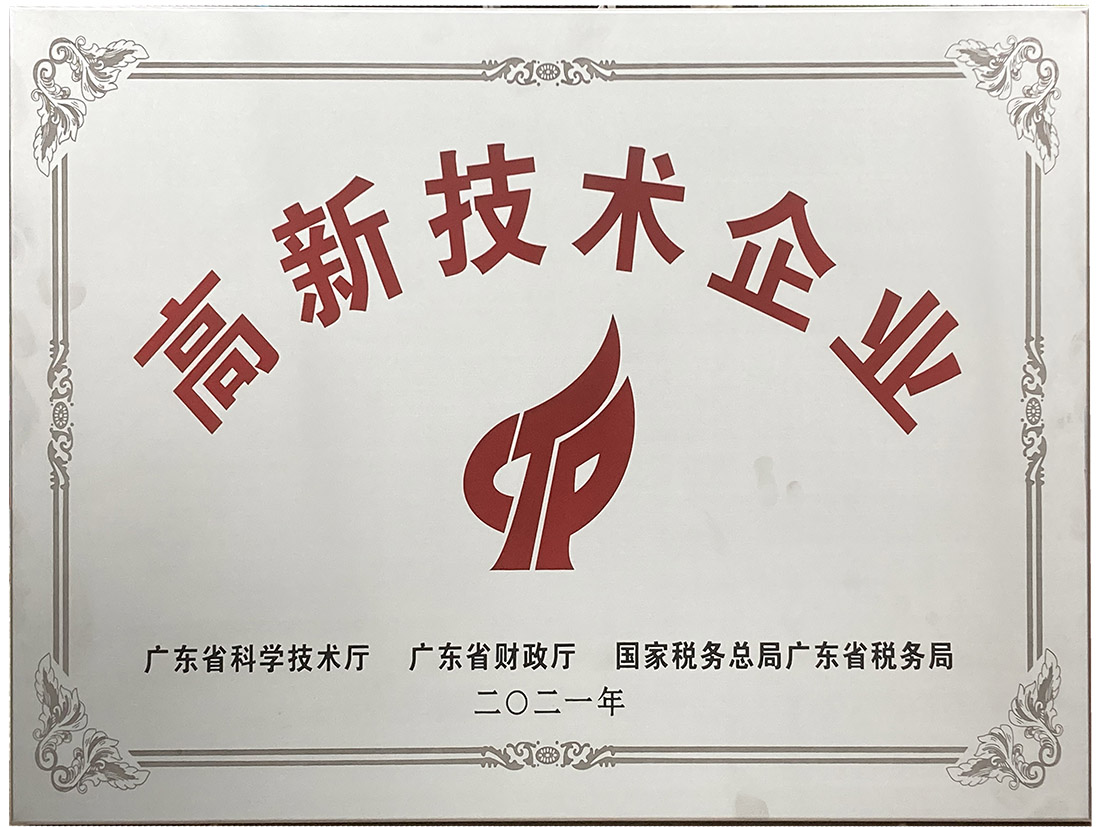 高新技术企业
广东省科学技术厅 广东省财政厅 国家税务总局广东省税务局
二〇二一年